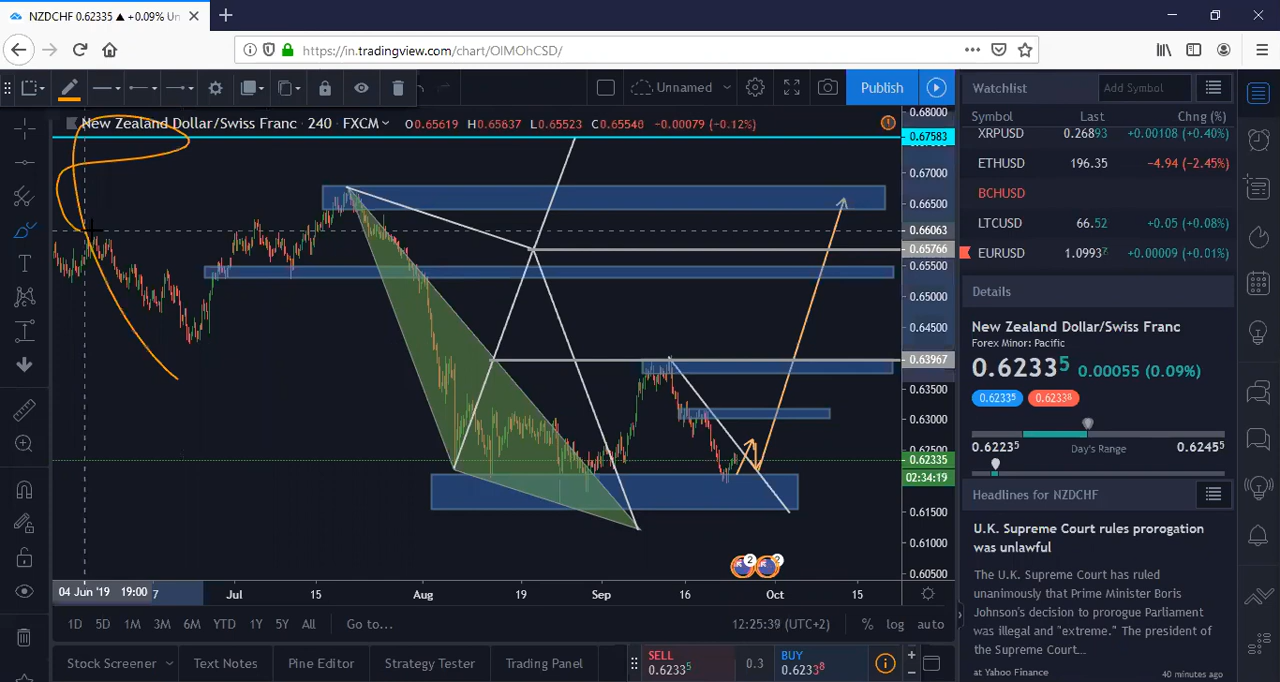 NZDCHF 0.62335 ▲ +0.09% Un
https://in.tradingview.com/chart/OIMOhCSD/
Unnamed
Publish
New Zealand Dollar/Swiss Franc · 240 · FXCM
O0.65619 H0.65637 L0.65523 C0.65540 -0.00079 (-0.12%)
0.68000
0.67583
0.67000
0.66500
0.66063
0.65766
0.65500
0.65000
0.64500
0.63967
0.63500
0.63000
0.62500
0.62335
02:34:19
0.61500
0.61000
0.60500
2
2
04 Jun '19 19:00
7
Jul
15
Aug
19
Sep
16
Oct
15
1D 5D 1M 3M 6M YTD 1Y 5Y All
Go to...
12:25:39 (UTC+2)
% log auto
Stock Screener
Text Notes
Pine Editor
Strategy Tester
Trading Panel
SELL
0.62335
0.3
BUY
0.62338
Watchlist
Add Symbol
Symbol Last Chng (%)
XRPUSD 0.26893 +0.00108 (+0.40%)
ETHUSD 196.35 -4.94 (-2.45%)
BCHUSD
LTCUSD 66.52 +0.05 (+0.08%)
EURUSD 1.09937 +0.00009 (+0.01%)
Details
New Zealand Dollar/Swiss Franc
Forex Minor: Pacific
0.62335 0.00055 (0.09%)
0.62335 0.62338
0.62235 Day's Range 0.62445
Headlines for NZDCHF
U.K. Supreme Court rules prorogation
was unlawful
The U.K. Supreme Court has ruled
unanimously that Prime Minister Boris
Johnson's decision to prorogue Parliament
was illegal and "extreme." The president of
the Supreme Court...
at Yahoo Finance
40 minutes ago